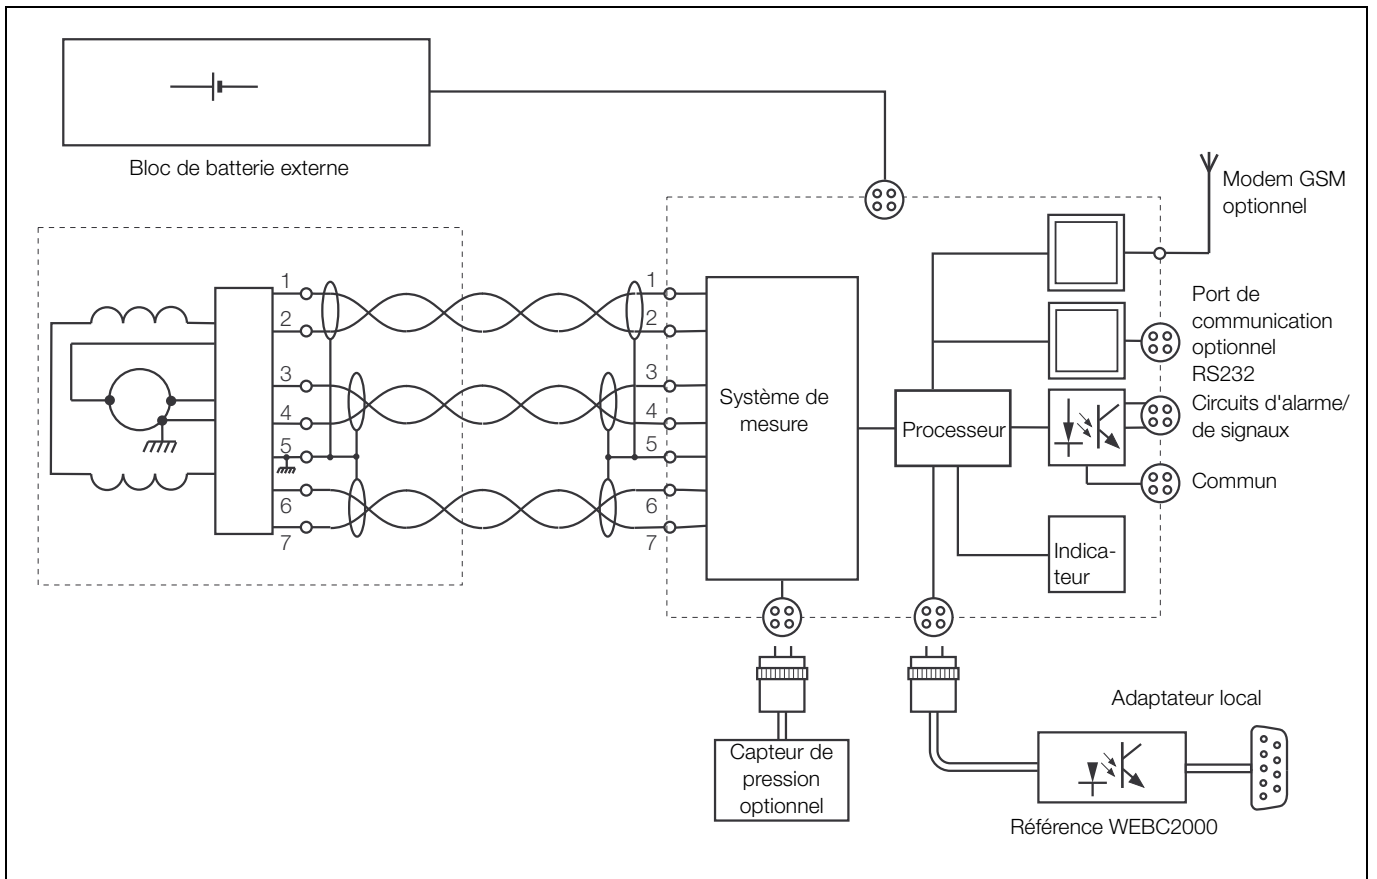 Bloc de batterie externe
Modem GSM
optionnel
1
2
3
4
5
6
7
1
2
3
4
5
6
7
Système de
mesure
Processeur
Port de
communication
optionnel
RS232
Circuits d'alarme/
de signaux
Commun
Indica-
teur
Capteur de
pression
optionnel
Adaptateur local
Référence WEBC2000